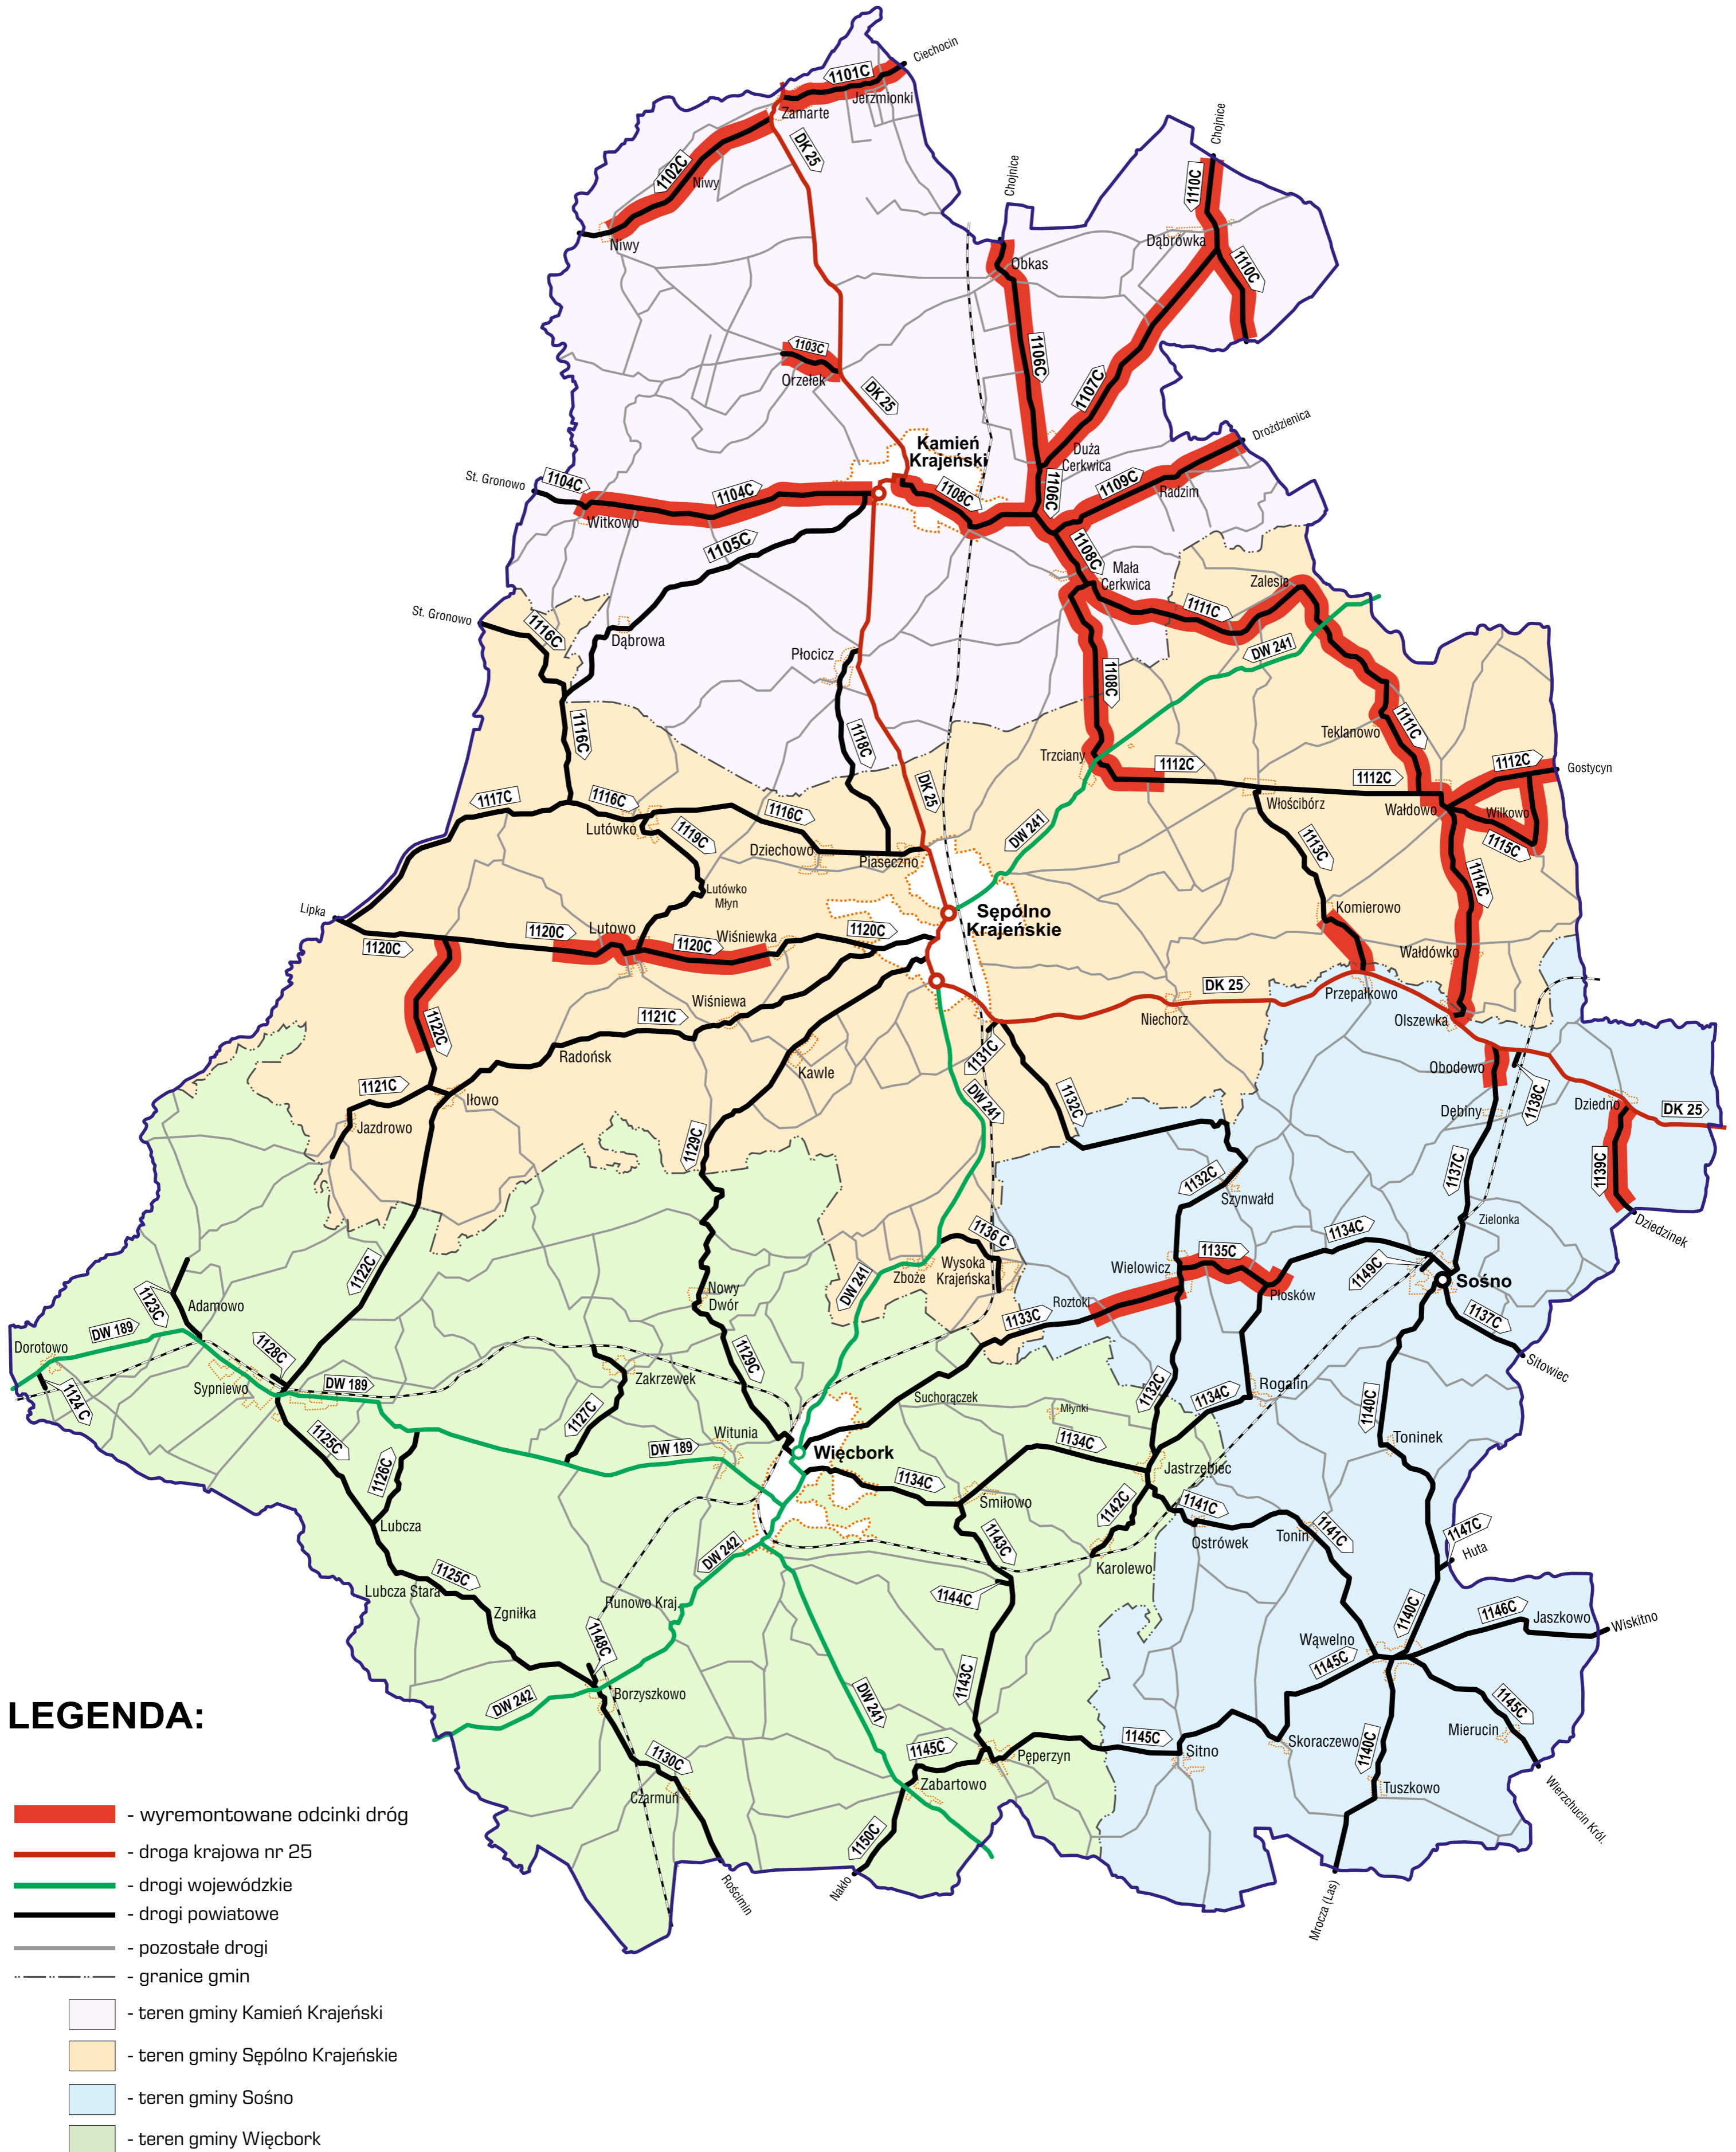 Ciechocin
1101C
Jerzmionki
Zamarte
DK 25
1102C
Niwy
Niwy
Chojnice
Chojnice
1110C
Dąbrówka
1110C
Obkas
1103C
Orzełek
1106C
1107C
DK 25
Kamień
Krajeński
Duża
Cerkwica
Drożdzienica
St. Gronowo
1104C
1104C
1108C
1106C
1109C
Radzim
Witkowo
1105C
1108C
Mała
Cerkwica
Zalesie
St. Gronowo
1116C
Dąbrowa
1111C
DW 241
Płocicz
1108C
1116C
1118C
Teklanowo
1111C
Trzciany
1112C
1112C
1112C
Gostycyn
DK 25
Włościbórz
Wałdowo
Wilkowo
1117C
1116C
1116C
Lutówko
1119C
DW 241
Dziechowo
Piaseczno
1113C
1115C
1114C
Lutówko
Młyn
Lipka
Sępólno
Krajeńskie
Komierowo
1120C
1120C
Lutowo
1120C
Wiśniewka
1120C
Wałdówko
Wiśniewa
DK 25
Niechorz
Przepałkowo
Olszewka
1122C
1121C
Radońsk
Kawle
1131C
Obodowo
1138C
1121C
Iłowo
DW 241
1132C
Dębiny
Dziedno
DK 25
Jazdrowo
1129C
1132C
Szynwałd
1137C
1139C
Zielonka
Dziedzinek
1136 C
1134C
1122C
Zboże
Wysoka
Krajeńska
Wielowicz
1135C
1149C
Sośno
Płosków
1123C
Adamowo
Nowy
Dwór
DW 241
Roztoki
1133C
1137C
Sitowiec
DW 189
Dorotowo
1128C
1129C
1124 C
Sypniewo
DW 189
Zakrzewek
Suchorączek
1132C
1134C
Rogalin
1140C
Młynki
1125C
1127C
Witunia
DW 189
Więcbork
1134C
Toninek
1126C
1134C
Jastrzębiec
Śmiłowo
1142C
1141C
Lubcza
Ostrówek
Tonin
1141C
1147C
Huta
DW 242
1143C
Karolewo
1125C
Lubcza Stara
1144C
Zgniłka
Runowo Kraj.
1140C
1146C
Jaszkowo
Wiskitno
1148C
Wąwelno
1145C
1143C
Borzyszkowo
DW 242
DW 241
1145C
Mierucin
1145C
1145C
Sitno
Skoraczewo
1140C
Pęperzyn
1130C
Zabartowo
Czarmuń
Tuszkowo
Wierzchucin Król.
1150C
Rościmin
Nakło
Mrocza (Las)
LEGENDA:
- wyremontowane odcinki dróg
- droga krajowa nr 25
- drogi wojewódzkie
- drogi powiatowe
- pozostałe drogi
- granice gmin
- teren gminy Kamień Krajeński
- teren gminy Sępólno Krajeńskie
- teren gminy Sośno
- teren gminy Więcbork